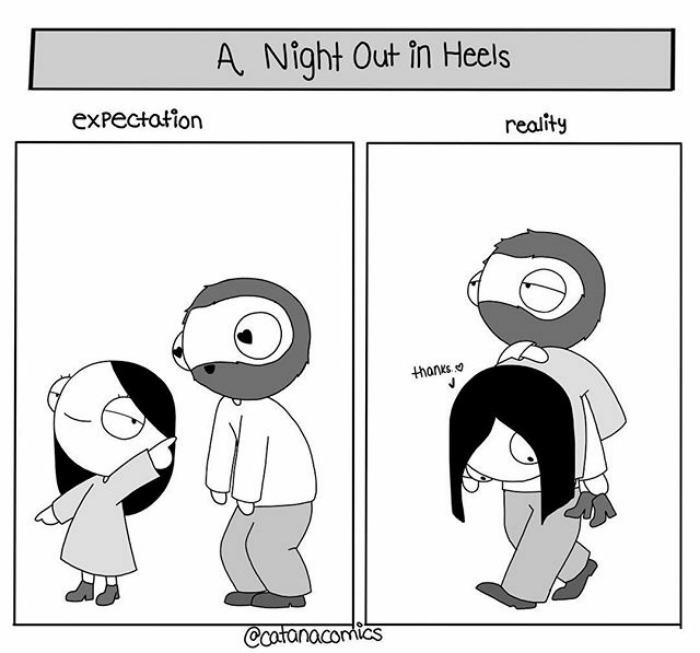 A Night Out in Heels
expectation
reality
thanks
@catanacomics